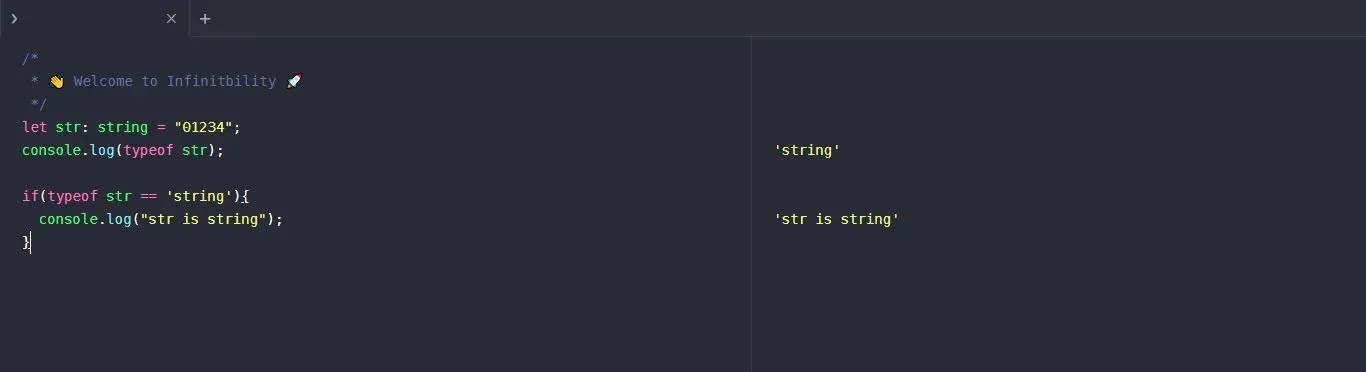 /*
 * 👋 Welcome to Infinitbility 🚀
 */
let str: string = "01234";
console.log(typeof str);
'string'
if(typeof str == 'string'){
  console.log("str is string");
'str is string'
}